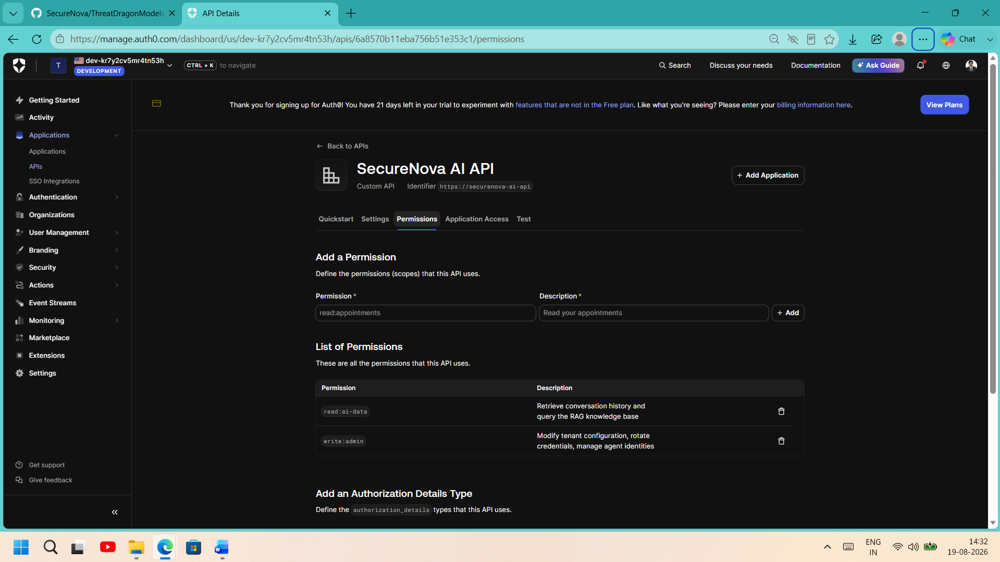 SecureNova/ThreatDragonModels/
API Details
https://manage.auth0.com/dashboard/us/dev-kr7y2cv5mr4tn53h/apis/6a8570b11eba756b51e353c1/permissions
Chat
T
dev-kr7y2cv5mr4tn53h
DEVELOPMENT
CTRL + K to navigate
Search
Discuss your needs
Documentation
Ask Guide
Getting Started
Activity
Applications
Applications
APIs
SSO Integrations
Authentication
Organizations
User Management
Branding
Security
Actions
Event Streams
Monitoring
Marketplace
Extensions
Settings
Get support
Give feedback
Thank you for signing up for Auth0! You have 21 days left in your trial to experiment with features that are not in the Free plan. Like what you're seeing? Please enter your billing information here.
View Plans
Back to APIs
SecureNova AI API
Custom API Identifier https://securenova-ai-api
+ Add Application
Quickstart Settings Permissions Application Access Test
Add a Permission
Define the permissions (scopes) that this API uses.
Permission * Description *
read:appointments Read your appointments + Add
List of Permissions
These are all the permissions that this API uses.
Permission Description
read:ai-data Retrieve conversation history and
query the RAG knowledge base
write:admin Modify tenant configuration, rotate
credentials, manage agent identities
Add an Authorization Details Type
Define the authorization_details types that this API uses.
W
ENG
IN
14:32
19-08-2026